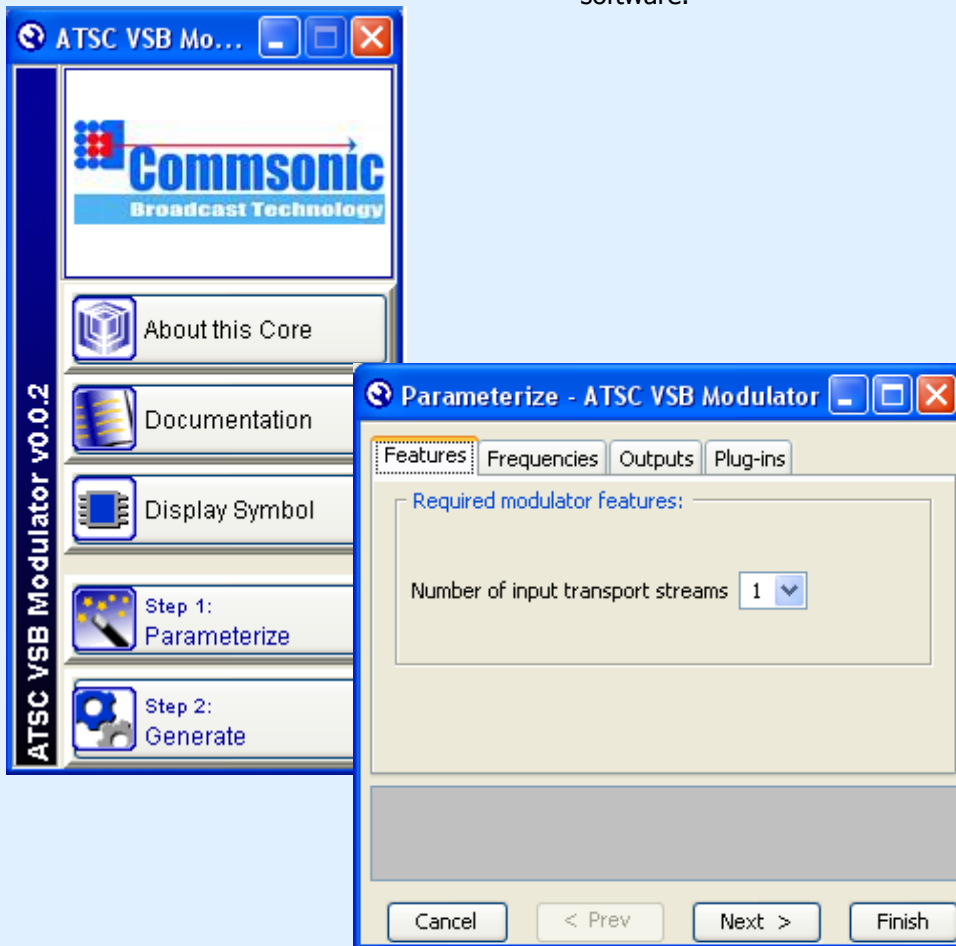 software.
ATSC VSB Mo...
Commsonic
Broadcast Technology
About this Core
Documentation
Display Symbol
Step 1:
Parameterize
Step 2:
Generate
ATSC VSB Modulator v0.0.2
Parameterize - ATSC VSB Modulator
Features Frequencies Outputs Plug-ins
Required modulator features:
Number of input transport streams 1
Cancel < Prev Next > Finish